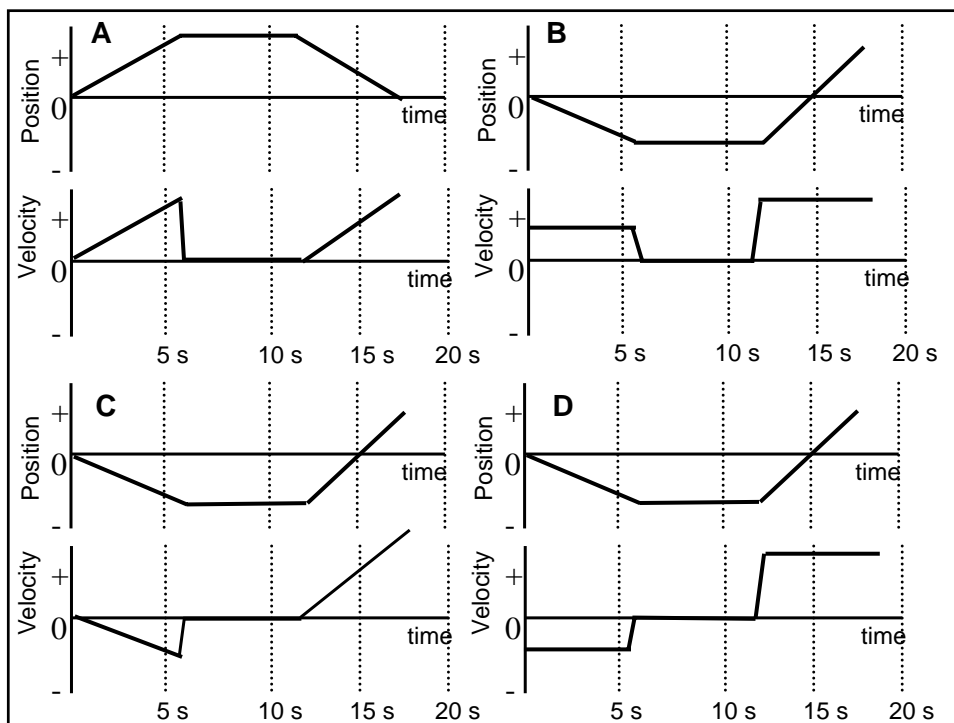 A
B
Position
+
0
-
time
Position
+
0
-
time
Velocity
+
0
-
time
Velocity
+
0
-
time
5 s
10 s
15 s
20 s
5 s
10 s
15 s
20 s
C
D
Position
+
0
-
time
Position
+
0
-
time
Velocity
+
0
-
time
Velocity
+
0
-
time
5 s
10 s
15 s
20 s
5 s
10 s
15 s
20 s